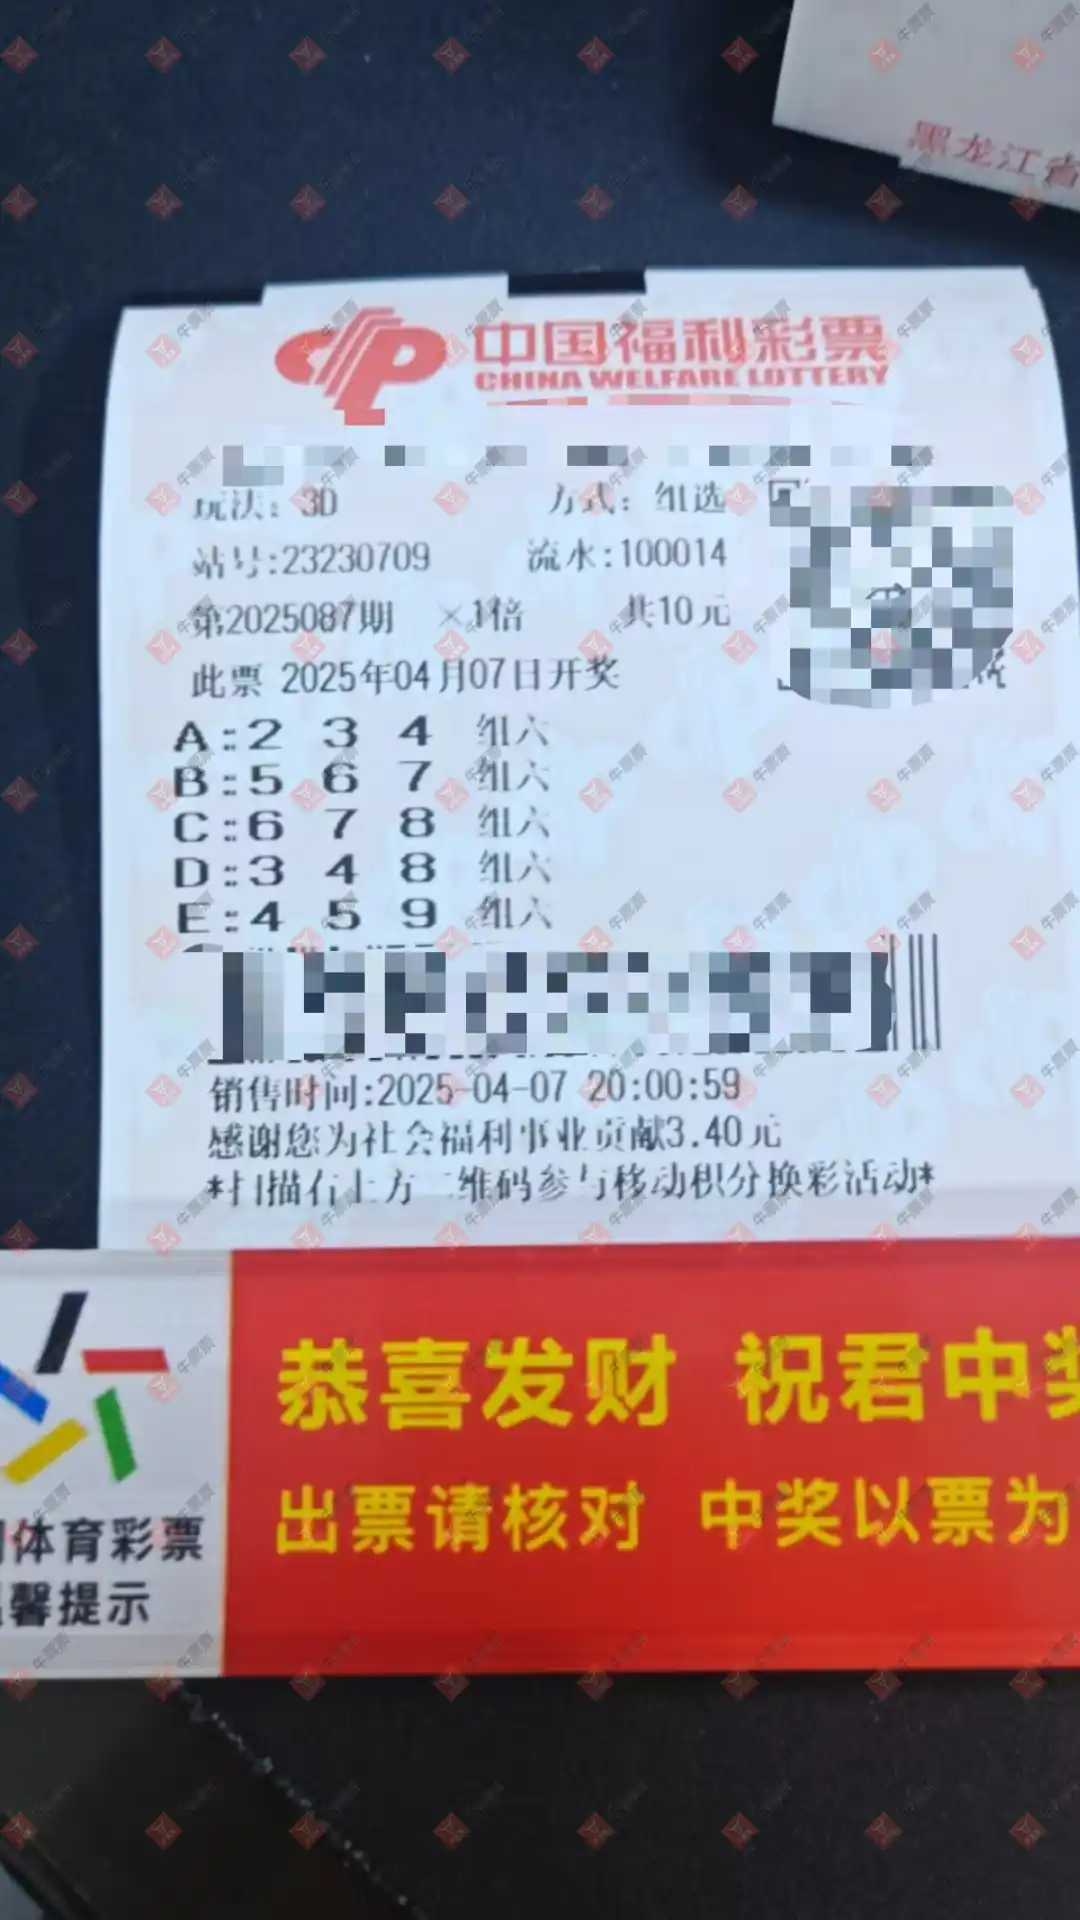 黑龙江省
中国福利彩票
CHINA WELFARE LOTTERY
玩法: 3D 方式: 组选
站号:23230709 流水:100014
第2025087期 ×1倍 共10元
此票 2025年04月07日开奖
A:2 3 4 组六
B:5 6 7 组六
C:6 7 8 组六
D:3 4 8 组六
E:4 5 9 组六
销售时间:2025-04-07 20:00:59
感谢您为社会福利事业贡献3.40元
*扫描右上方二维码参与移动积分换彩活动*
恭喜发财 祝君中奖
出票请核对 中奖以票为
体育彩票
馨提示
牛票票